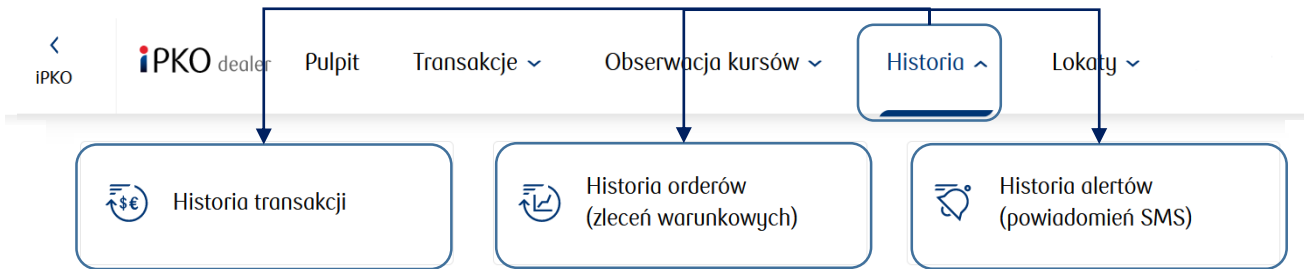 iPKO
iPKO dealer Pulpit Transakcje Obserwacja kursów Historia Lokaty
Historia transakcji
Historia orderów
(zleceń warunkowych)
Historia alertów
(powiadomień SMS)